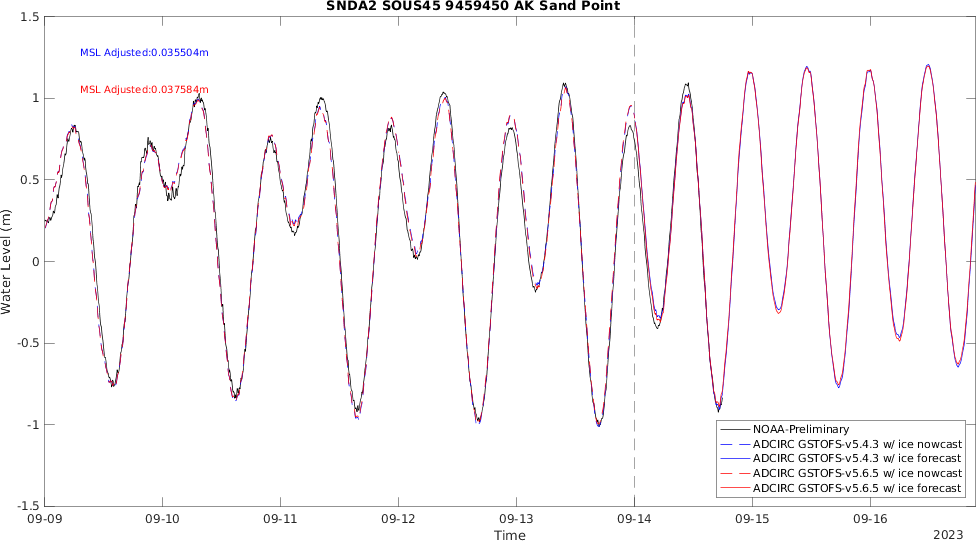 SNDA2 SOUS45 9459450 AK Sand Point
1.5
MSL Adjusted:0.035504m
MSL Adjusted:0.037584m
1
0.5
0
-0.5
-1
-1.5
Water Level (m)
NOAA-Preliminary
ADCIRC GSTOFS-v5.4.3 w/ ice nowcast
ADCIRC GSTOFS-v5.4.3 w/ ice forecast
ADCIRC GSTOFS-v5.6.5 w/ ice nowcast
ADCIRC GSTOFS-v5.6.5 w/ ice forecast
09-09 09-10 09-11 09-12 09-13 09-14 09-15 09-16
Time
2023